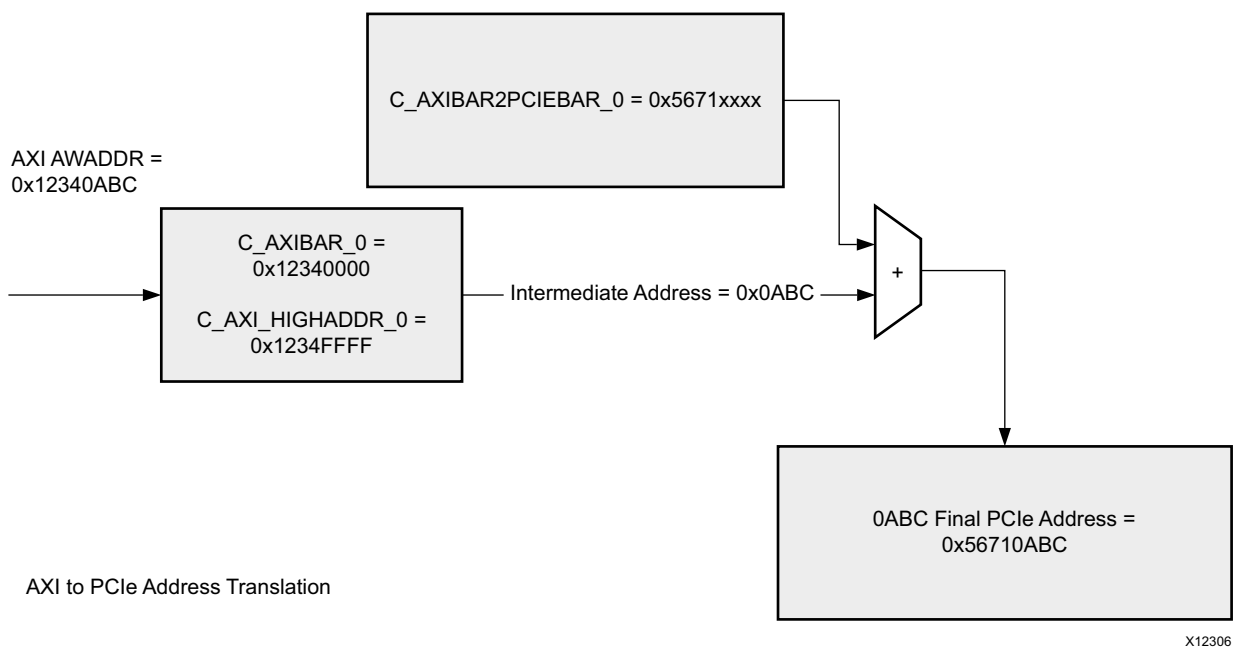 C_AXIBAR2PCIEBAR_0 = 0x5671xxxx
AXI AWADDR =
0x12340ABC
C_AXIBAR_0 =
0x12340000
C_AXI_HIGHADDR_0 =
0x1234FFFF
Intermediate Address = 0x0ABC
+
0ABC Final PCIe Address =
0x56710ABC
AXI to PCIe Address Translation
X12306